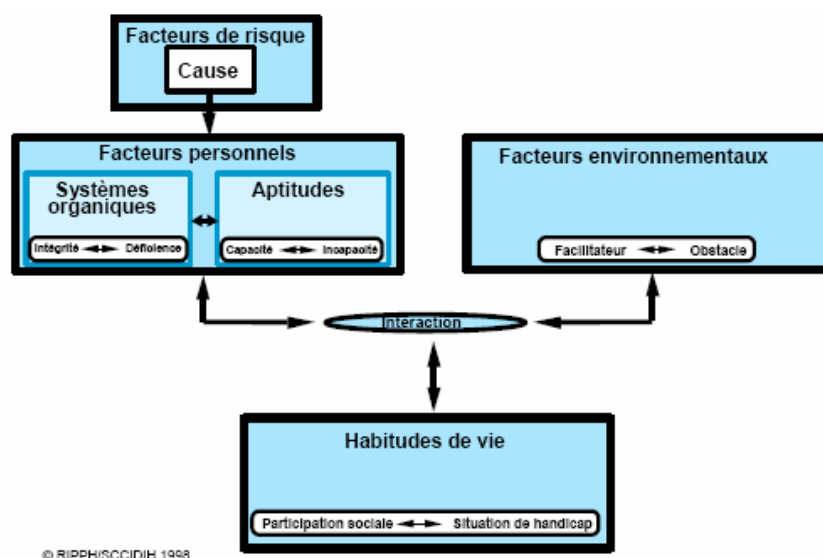 Facteurs de risque
Cause
Facteurs personnels
Systèmes
organiques
Intégrité
Déficience
Aptitudes
Capacité
Incapacité
Facteurs environnementaux
Facilitateur
Obstacle
Interaction
Habitudes de vie
Participation sociale
Situation de handicap
© RIPPH/SCCIDIH 1998